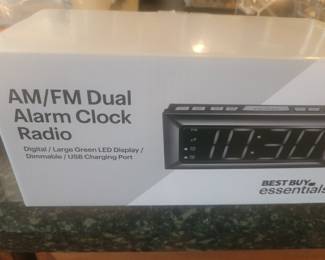 AM/FM Dual
Alarm Clock
Radio
Digital / Large Green LED Display /
Dimmable / USB Charging Port
10:30
BEST BUY
essentials